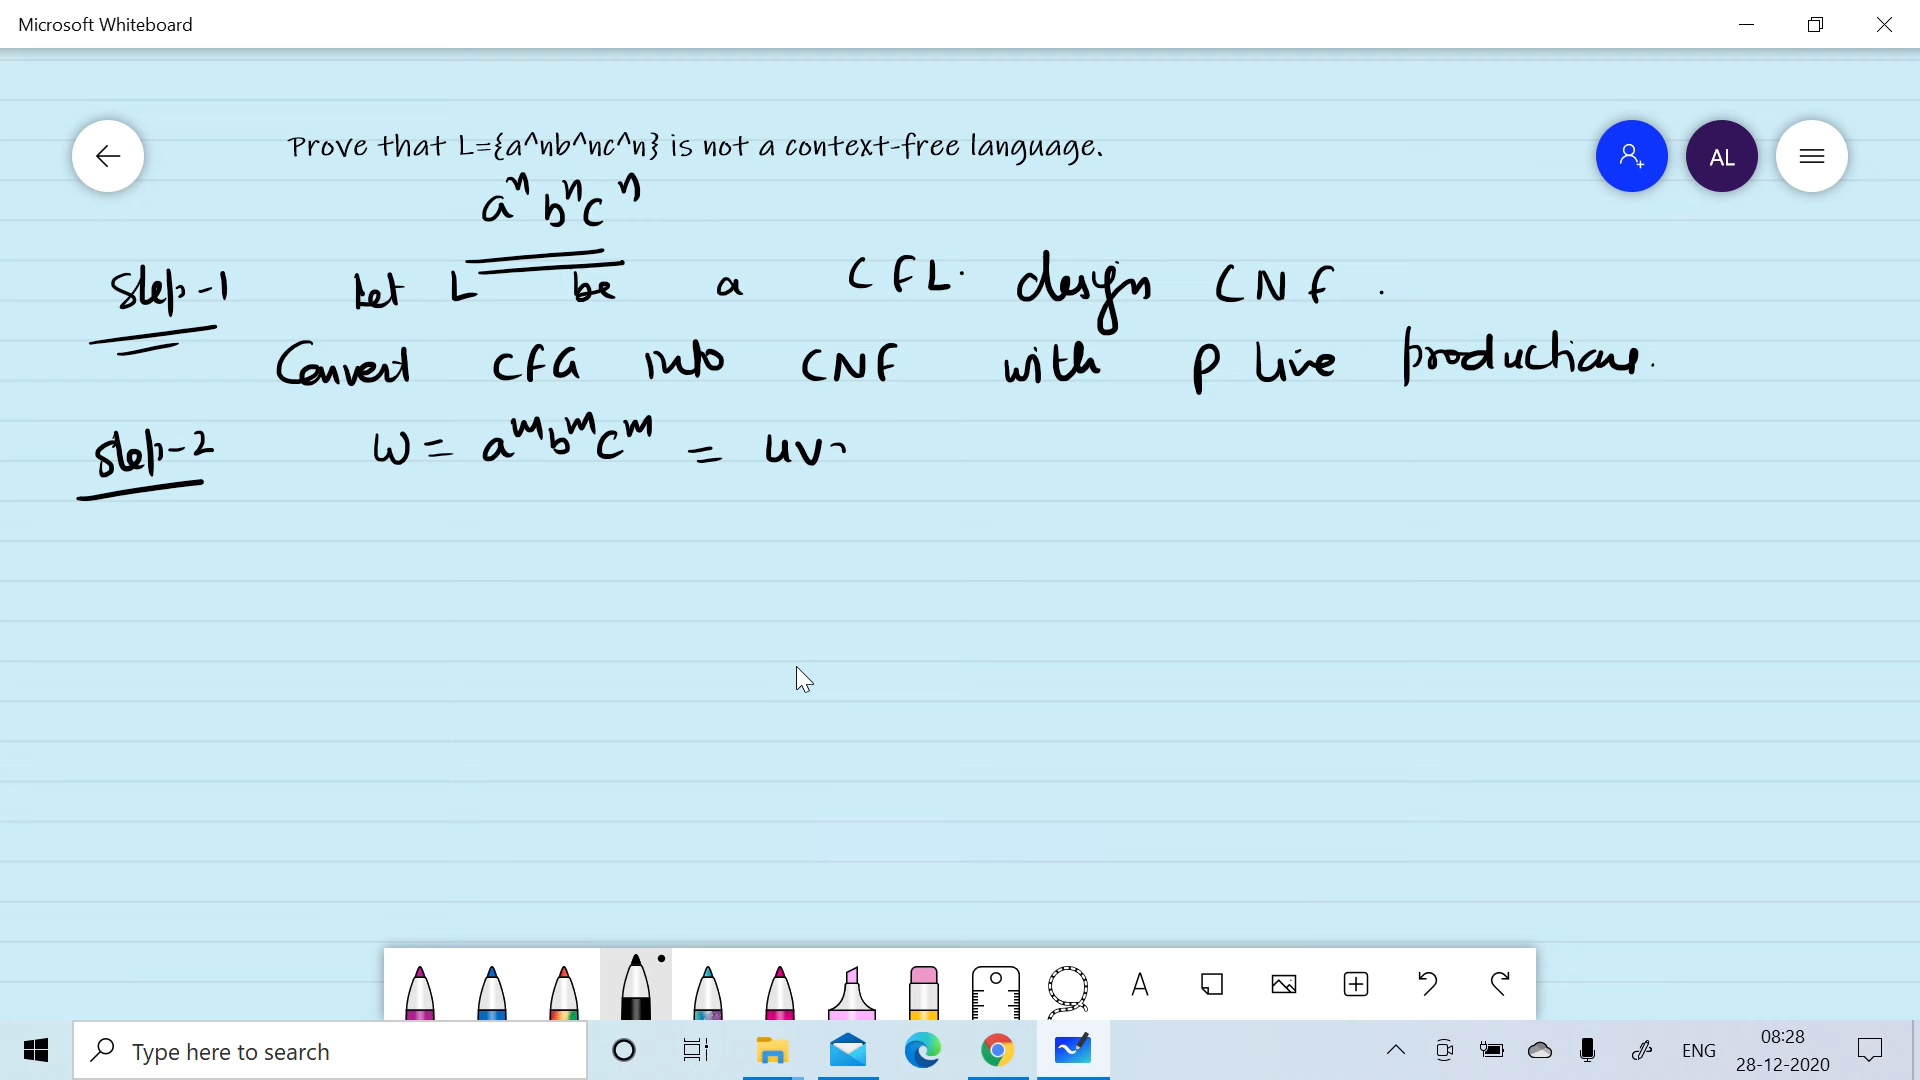 Microsoft Whiteboard
Prove that L={a^nb^nc^n} is not a context-free language.
AL
a^n b^n c^n
Step-1 Let L be a CFL. design CNF.
Convert CFG into CNF with P live productions.
Step-2 W = a^m b^m c^m = uv
A
Type here to search
ENG
08:28
28-12-2020